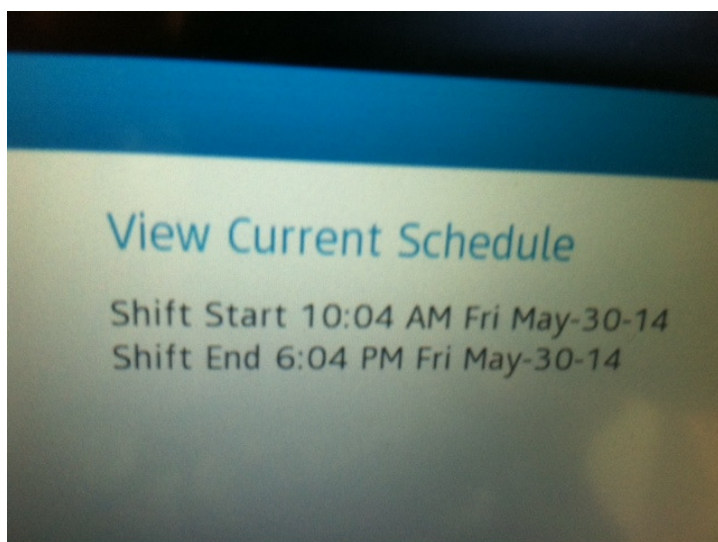 View Current Schedule
Shift Start 10:04 AM Fri May-30-14
Shift End 6:04 PM Fri May-30-14